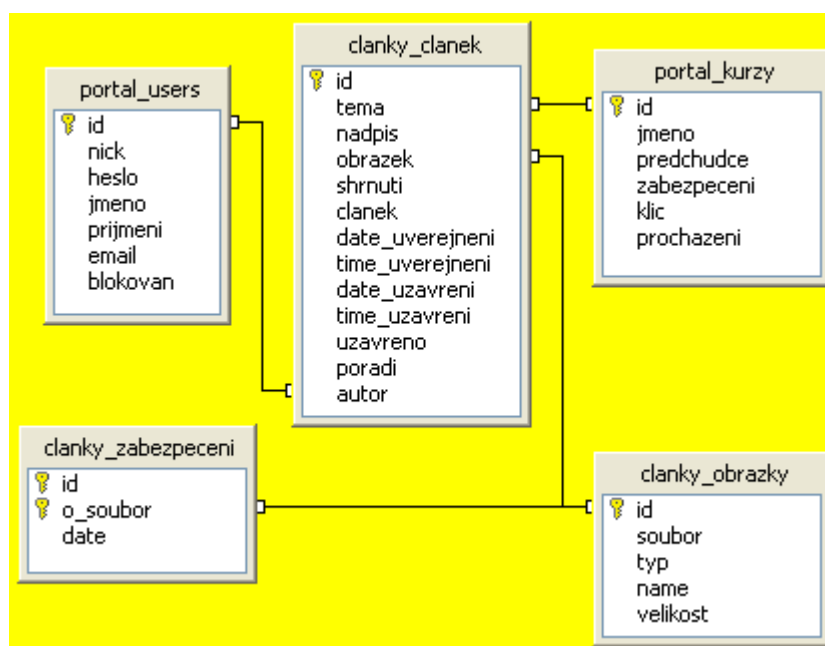 portal_users
id
nick
heslo
jmeno
prijmeni
email
blokovan
clanky_clanek
id
tema
nadpis
obrazek
shrnuti
clanek
date_uverejneni
time_uverejneni
date_uzavreni
time_uzavreni
uzavreno
poradi
autor
portal_kurzy
id
jmeno
predchudce
zabezpeceni
klic
prochazeni
clanky_zabezpeceni
id
o_soubor
date
clanky_obrazky
id
soubor
typ
name
velikost